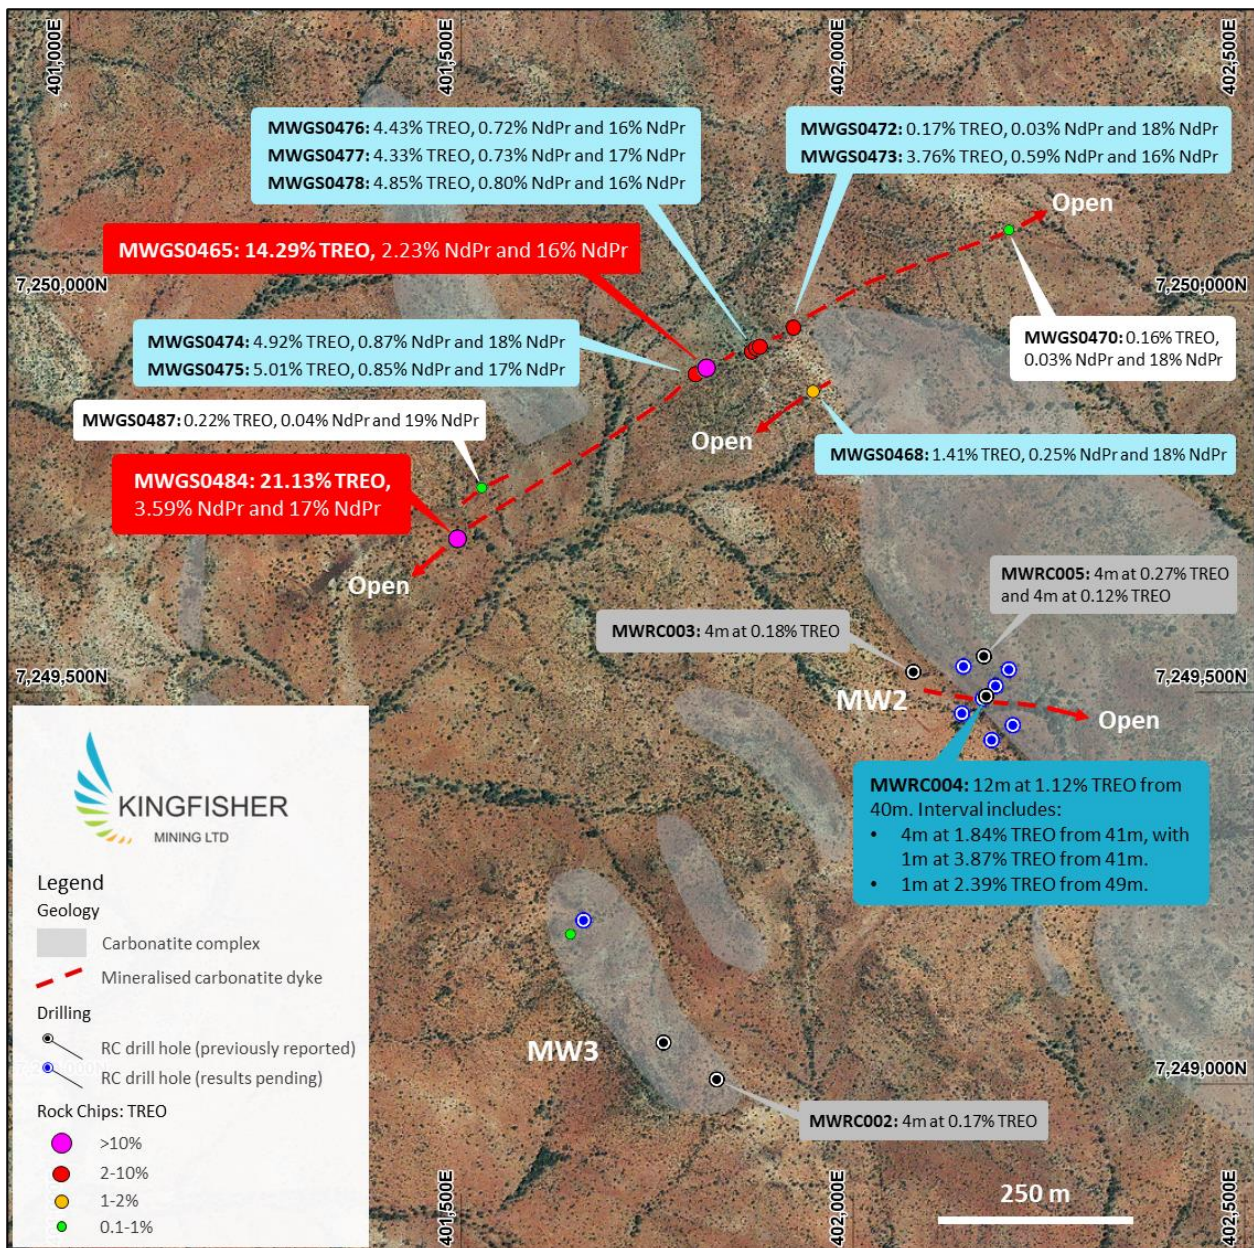 401,000E
401,500E
402,000E
402,500E
MWGS0476: 4.43% TREO, 0.72% NdPr and 16% NdPr
MWGS0477: 4.33% TREO, 0.73% NdPr and 17% NdPr
MWGS0478: 4.85% TREO, 0.80% NdPr and 16% NdPr
MWGS0472: 0.17% TREO, 0.03% NdPr and 18% NdPr
MWGS0473: 3.76% TREO, 0.59% NdPr and 16% NdPr
Open
MWGS0465: 14.29% TREO, 2.23% NdPr and 16% NdPr
7,250,000N
7,250,000N
MWGS0470: 0.16% TREO,
0.03% NdPr and 18% NdPr
MWGS0474: 4.92% TREO, 0.87% NdPr and 18% NdPr
MWGS0475: 5.01% TREO, 0.85% NdPr and 17% NdPr
MWGS0487: 0.22% TREO, 0.04% NdPr and 19% NdPr
Open
MWGS0468: 1.41% TREO, 0.25% NdPr and 18% NdPr
MWGS0484: 21.13% TREO,
3.59% NdPr and 17% NdPr
Open
MWRC005: 4m at 0.27% TREO
and 4m at 0.12% TREO
MWRC003: 4m at 0.18% TREO
7,249,500N
7,249,500N
MW2
Open
MWRC004: 12m at 1.12% TREO from
40m. Interval includes:
• 4m at 1.84% TREO from 41m, with
1m at 3.87% TREO from 41m.
• 1m at 2.39% TREO from 49m.
KINGFISHER
MINING LTD
Legend
Geology
Carbonatite complex
Mineralised carbonatite dyke
Drilling
RC drill hole (previously reported)
RC drill hole (results pending)
Rock Chips: TREO
>10%
2-10%
1-2%
0.1-1%
MW3
7,249,000N
MWRC002: 4m at 0.17% TREO
401,500E
402,000E
402,500E
250 m